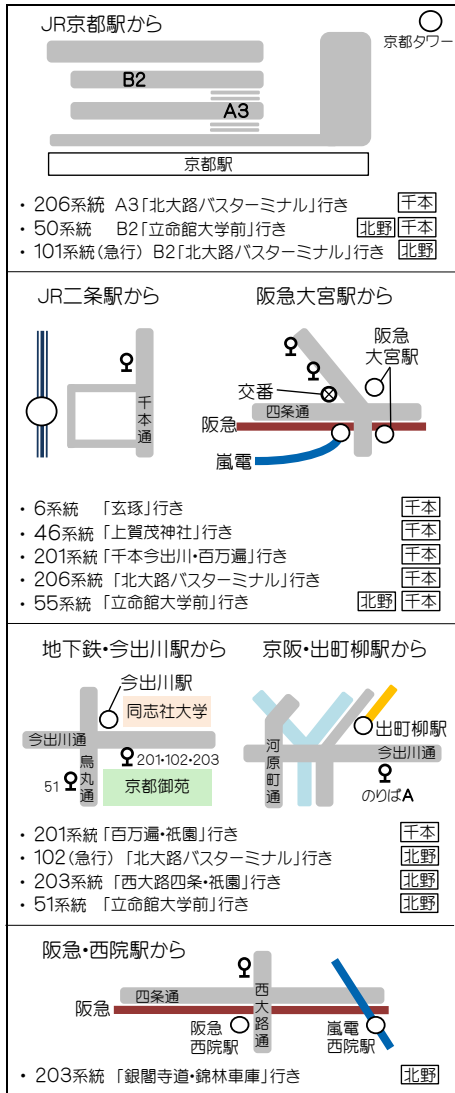 JR京都駅から
京都タワー
B2
A3
京都駅
・206系統 A3「北大路バスターミナル」行き 千本
・50系統 B2「立命館大学前」行き 北野 千本
・101系統(急行) B2「北大路バスターミナル」行き 北野
JR二条駅から
千本通
阪急大宮駅から
阪急
大宮駅
交番
四条通
阪急
嵐電
・6系統 「玄琢」行き 千本
・46系統 「上賀茂神社」行き 千本
・201系統「千本今出川・百万遍」行き 千本
・206系統「北大路バスターミナル」行き 千本
・55系統 「立命館大学前」行き 北野 千本
地下鉄・今出川駅から
今出川駅
同志社大学
今出川通
烏丸通
201・102・203
51
京都御苑
京阪・出町柳駅から
出町柳駅
河原町通
今出川通
のりばA
・201系統「百万遍・祇園」行き 千本
・102(急行)「北大路バスターミナル」行き 北野
・203系統「西大路四条・祇園」行き 北野
・51系統 「立命館大学前」行き 北野
阪急・西院駅から
四条通
西大路通
阪急
阪急
西院駅
嵐電
西院駅
・203系統「銀閣寺道・錦林車庫」行き 北野